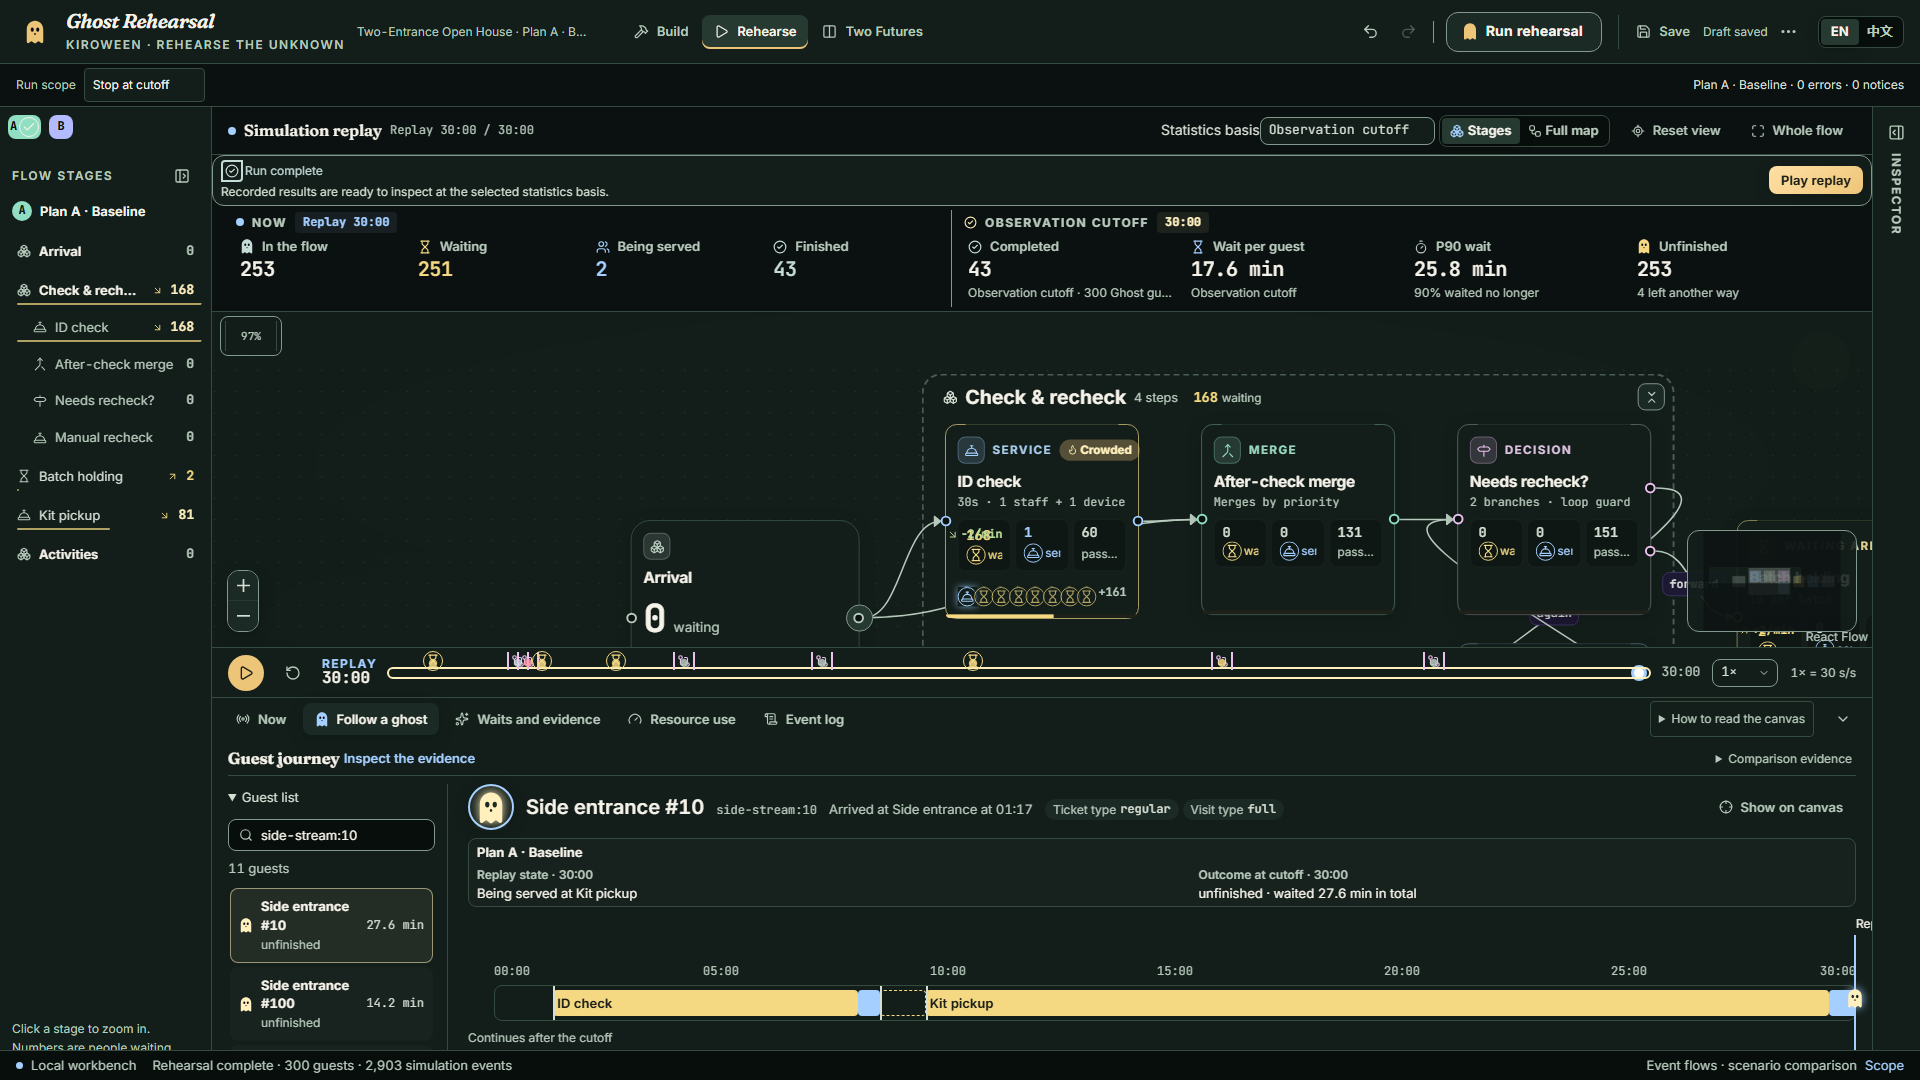 Ghost Rehearsal
KIROWEEN · REHEARSE THE UNKNOWN
Two-Entrance Open House · Plan A · B...
Build
Rehearse
Two Futures
Run rehearsal
Save
Draft saved
EN
中文
Run scope
Stop at cutoff
Plan A · Baseline · 0 errors · 0 notices
A
B
FLOW STAGES
A Plan A · Baseline
Arrival 0
Check & rech... 168
ID check 168
After-check merge 0
Needs recheck? 0
Manual recheck 0
Batch holding 2
Kit pickup 81
Activities 0
Click a stage to zoom in.
Numbers are people waiting
Simulation replay
Replay 30:00 / 30:00
Statistics basis
Observation cutoff
Stages
Full map
Reset view
Whole flow
INSPECTOR
Run complete
Recorded results are ready to inspect at the selected statistics basis.
Play replay
NOW
Replay 30:00
In the flow
253
Waiting
251
Being served
2
Finished
43
OBSERVATION CUTOFF
30:00
Completed
43
Observation cutoff · 300 Ghost gu...
Wait per guest
17.6 min
Observation cutoff
P90 wait
25.8 min
90% waited no longer
Unfinished
253
4 left another way
97%
Check & recheck 4 steps 168 waiting
SERVICE
Crowded
ID check
30s · 1 staff + 1 device
168
wa
1
sei
60
pass...
+161
MERGE
After-check merge
Merges by priority
0
wa
0
sei
131
pass...
DECISION
Needs recheck?
2 branches · loop guard
0
wa
0
sei
151
pass...
Arrival
0 waiting
React Flow
REPLAY
30:00
30:00
1×
1× = 30 s/s
Now
Follow a ghost
Waits and evidence
Resource use
Event log
How to read the canvas
Guest journey
Inspect the evidence
Comparison evidence
Guest list
side-stream:10
11 guests
Side entrance
#10
27.6 min
unfinished
Side entrance
#100
14.2 min
unfinished
Side entrance #10
side-stream:10
Arrived at Side entrance at 01:17
Ticket type regular
Visit type full
Show on canvas
Plan A · Baseline
Replay state · 30:00
Being served at Kit pickup
Outcome at cutoff · 30:00
unfinished · waited 27.6 min in total
00:00
05:00
10:00
15:00
20:00
25:00
30:00
ID check
Kit pickup
Continues after the cutoff
Local workbench
Rehearsal complete · 300 guests · 2,903 simulation events
Event flows · scenario comparison
Scope